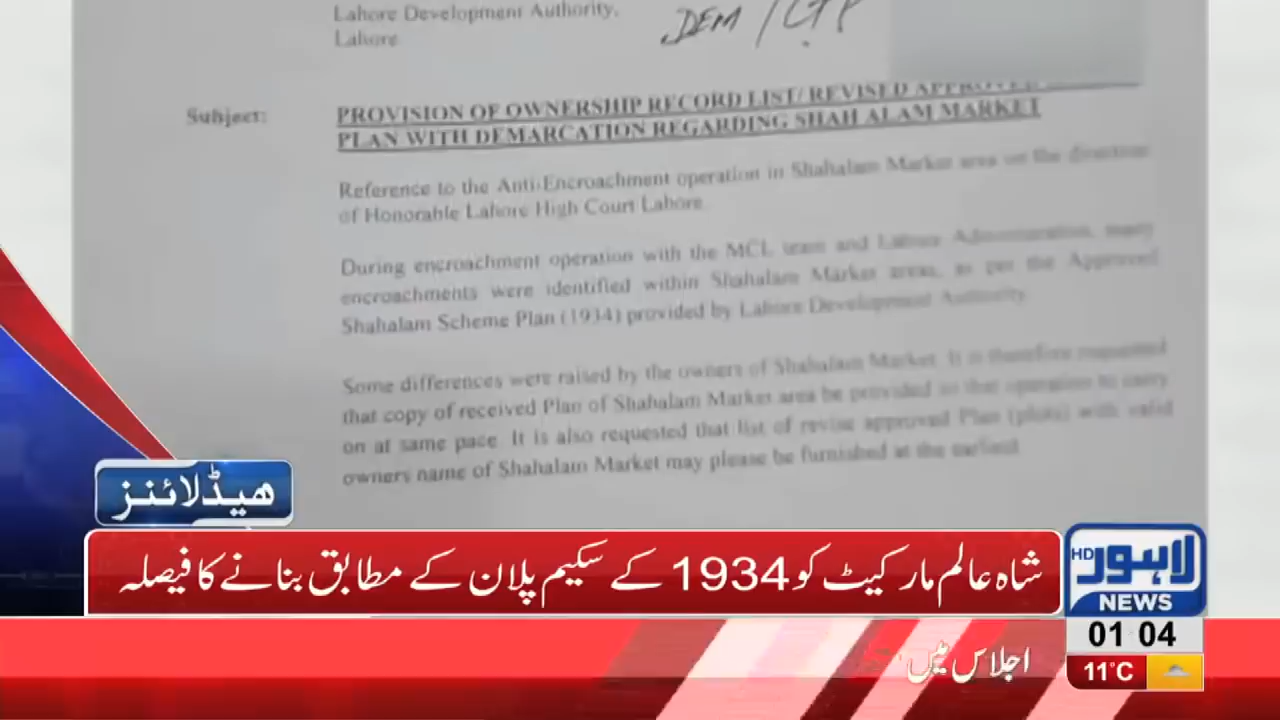 Lahore Development Authority,
Lahore
DEM / CTP
Subject:
PROVISION OF OWNERSHIP RECORD LIST/ REVISED APPROVED
PLAN WITH DEMARCATION REGARDING SHAH ALAM MARKET
Reference to the Anti-Encroachment operation in Shahalam Market area on the direction
of Honorable Lahore High Court Lahore.
During encroachment operation with the MCL team and Lahore Administration, many
encroachments were identified within Shahalam Market areas, as per the Approved
Shahalam Scheme Plan (1934) provided by Lahore Development Authority.
Some differences were raised by the owners of Shahalam Market. It is therefore requested
that copy of received Plan of Shahalam Market area be provided so that operation to carry
on at same pace. It is also requested that list of revise approved Plan (plots) with valid
owners name of Shahalam Market may please be furnished at the earliest.
ھیڈلائنز
شاہ عالم مارکیٹ کو 1934 کے سکیم پلان کے مطابق بنانے کا فیصلہ
لاہور HD
NEWS
01 04
11°C
اجلاس میں